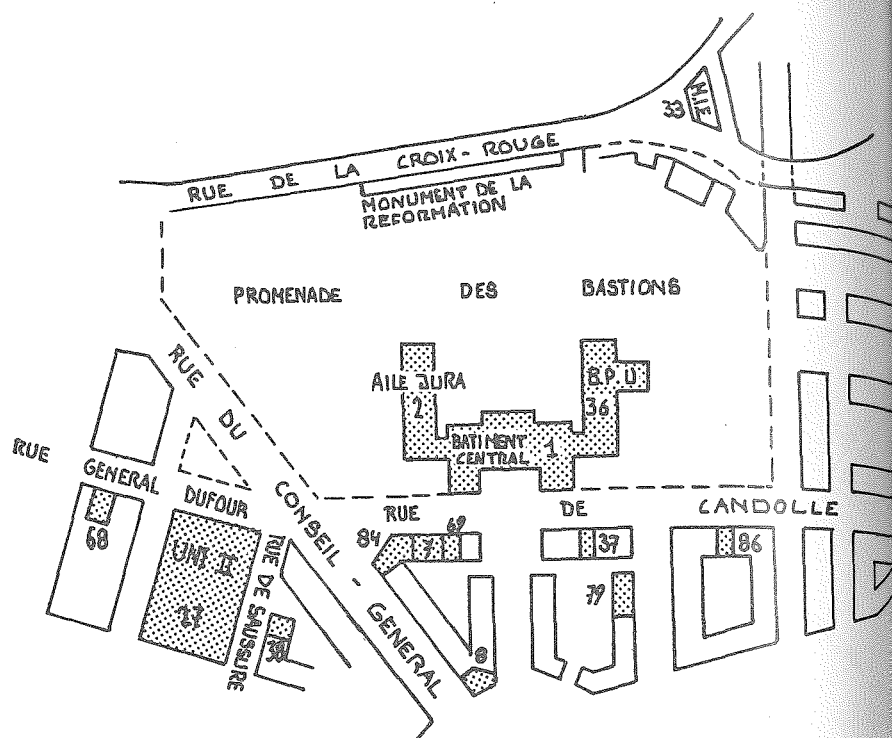 33
M.I.E.
RUE DE LA CROIX-ROUGE
MONUMENT DE LA
REFORMATION
PROMENADE DES BASTIONS
AILE JURA
2
B.P.U
36
BATIMENT
CENTRAL
1
RUE DU CONSEIL-GENERAL
RUE GENERAL DUFOUR
RUE DE CANDOLLE
68
UNI II
RUE DE SAUSSURE
84
7
69
37
86
79
8